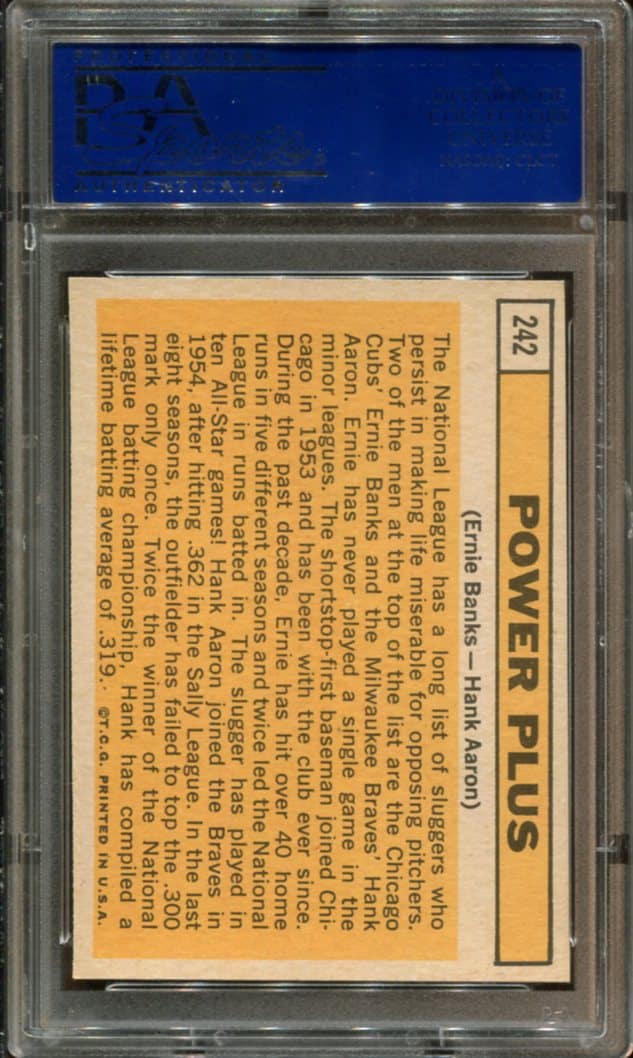 PROFESSIONAL
PSA
Sports
AUTHENTICATOR
A
DIVISION OF
COLLECTORS
UNIVERSE
NASDAQ: CLCT
242
POWER PLUS
(Ernie Banks — Hank Aaron)
The National League has a long list of sluggers who
persist in making life miserable for opposing pitchers.
Two of the men at the top of the list are the Chicago
Cubs' Ernie Banks and the Milwaukee Braves' Hank
Aaron. Ernie has never played a single game in the
minor leagues. The shortstop-first baseman joined Chi-
cago in 1953 and has been with the club ever since.
During the past decade, Ernie has hit over 40 home
runs in five different seasons and twice led the National
League in runs batted in. The slugger has played in
ten All-Star games! Hank Aaron joined the Braves in
1954, after hitting .362 in the Sally League. In the last
eight seasons, the outfielder has failed to top the .300
mark only once. Twice the winner of the National
League batting championship, Hank has compiled a
lifetime batting average of .319.
©T.C.G. PRINTED IN U.S.A.